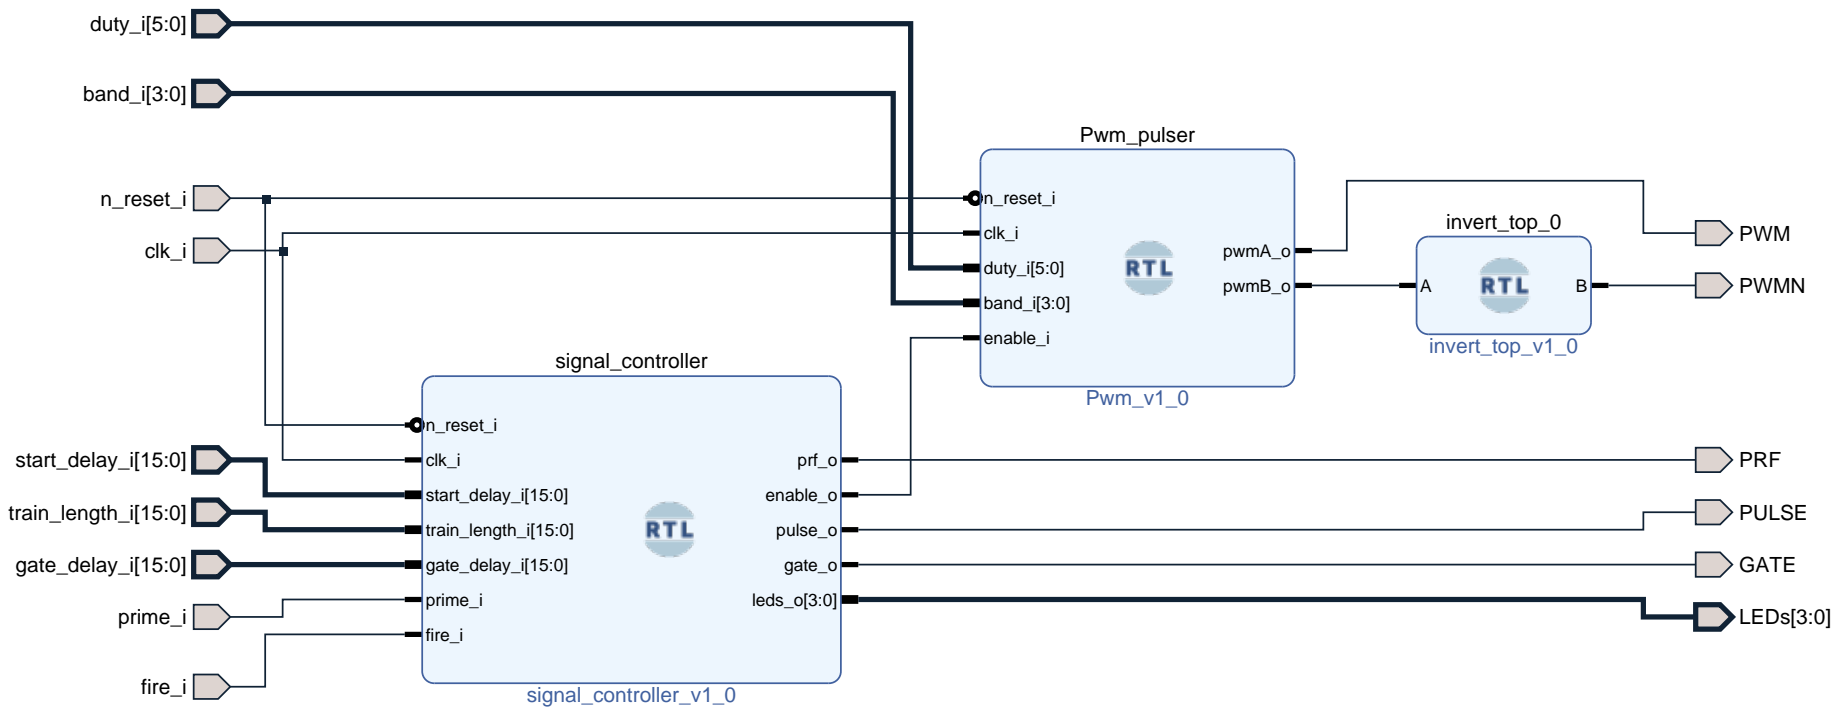 duty_i[5:0]
band_i[3:0]
n_reset_i
clk_i
start_delay_i[15:0]
train_length_i[15:0]
gate_delay_i[15:0]
prime_i
fire_i
signal_controller
n_reset_i
clk_i
start_delay_i[15:0]
train_length_i[15:0]
gate_delay_i[15:0]
prime_i
fire_i
RTL
prf_o
enable_o
pulse_o
gate_o
leds_o[3:0]
signal_controller_v1_0
Pwm_pulser
n_reset_i
clk_i
duty_i[5:0]
band_i[3:0]
enable_i
RTL
pwmA_o
pwmB_o
Pwm_v1_0
invert_top_0
A
RTL
B
invert_top_v1_0
PWM
PWMN
PRF
PULSE
GATE
LEDs[3:0]